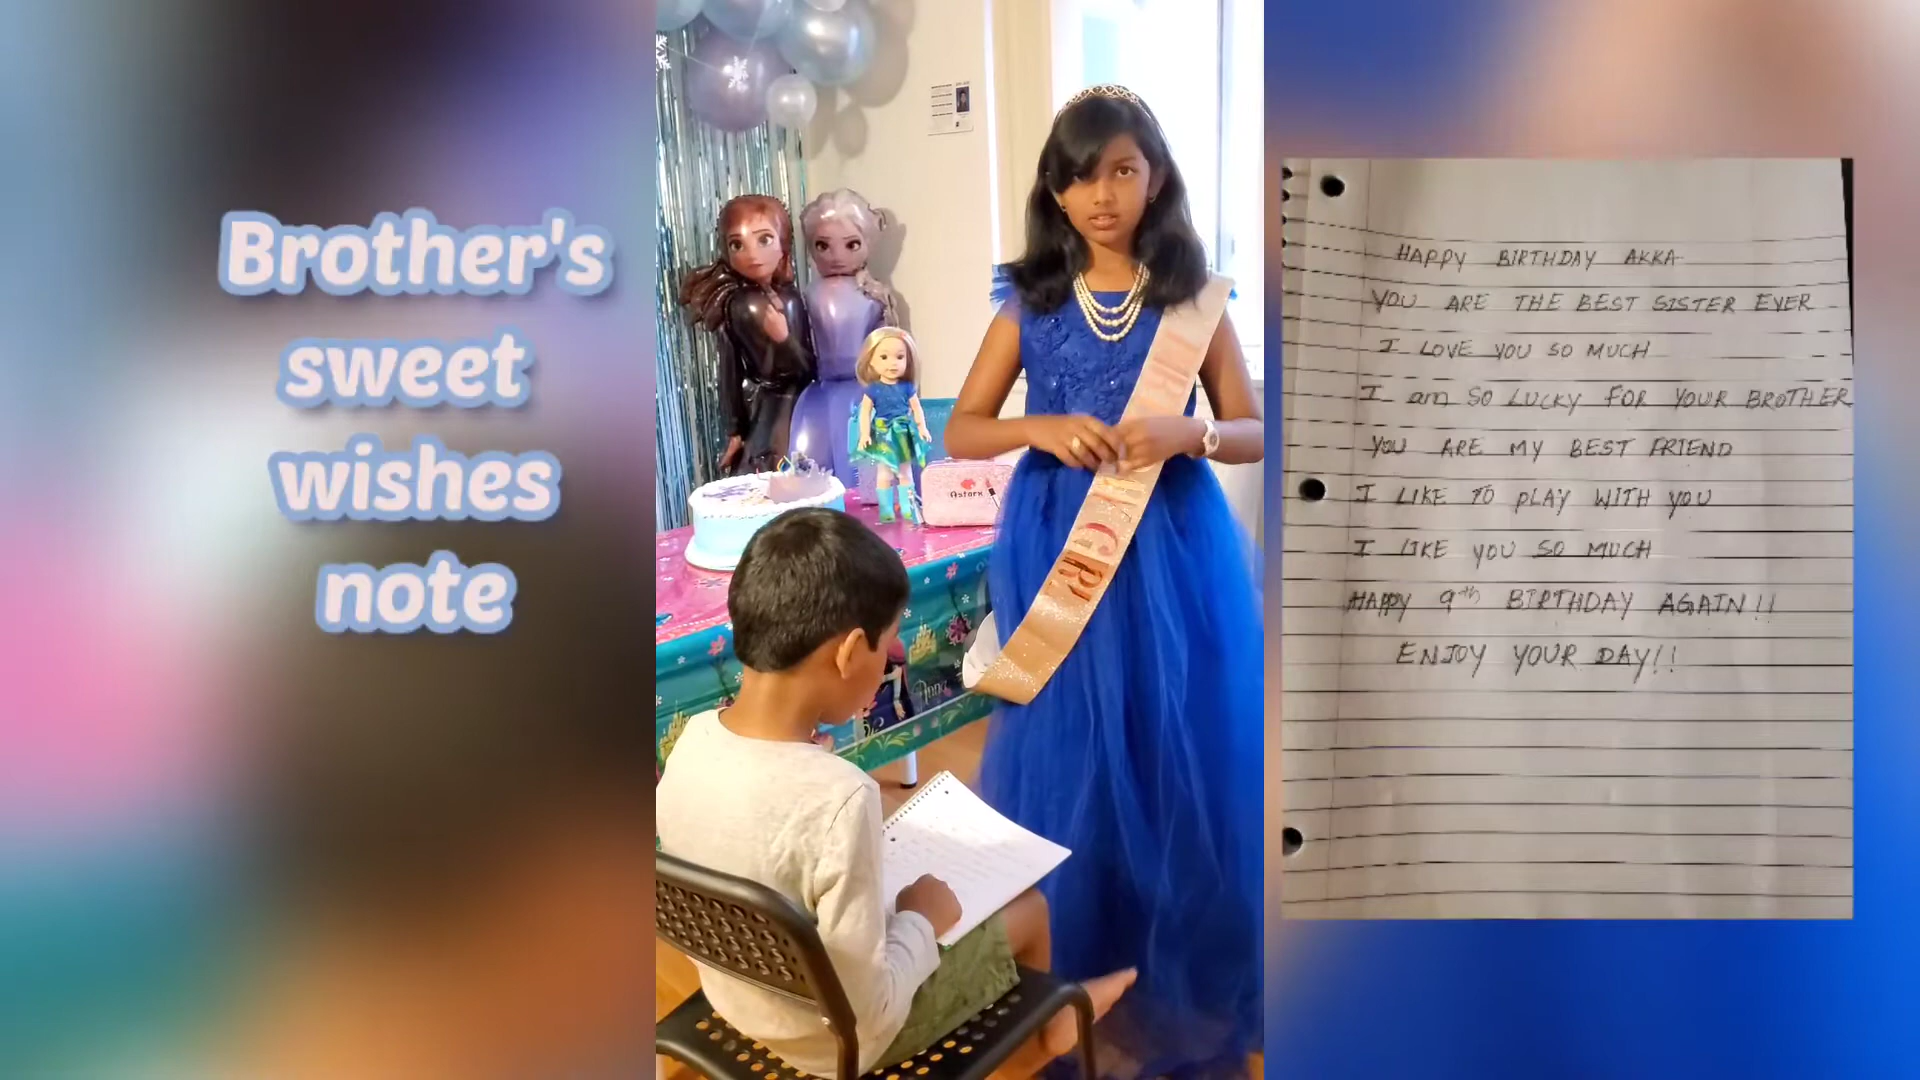 Brother's
sweet
wishes
note
Astarx
Anna
HAPPY BIRTHDAY AKKA
YOU ARE THE BEST SISTER EVER
I LOVE YOU SO MUCH
I am SO LUCKY FOR YOUR BROTHER
YOU ARE MY BEST FRIEND
I LIKE TO PLAY WITH YOU
I LIKE YOU SO MUCH
HAPPY 9th BIRTHDAY AGAIN!!
ENJOY YOUR DAY!!